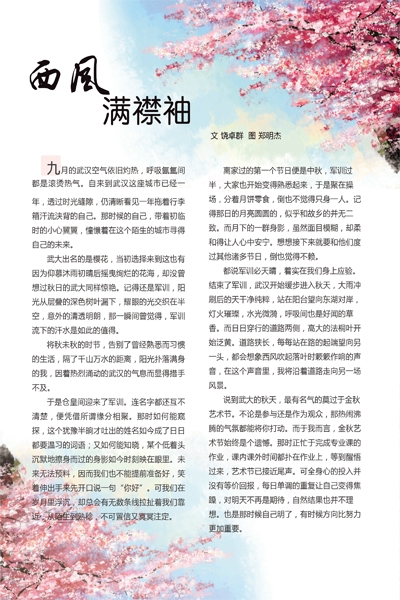 西风
满襟袖
文 饶卓群 图 郑明杰
九月的武汉空气依旧灼热，呼吸氤氲间
都是滚烫热气。自来到武汉这座城市已经一
年，透过时光缝隙，仍清晰看见一年拖着行李
箱汗流浃背的自己。那时候的自己，带着初临
时的小心翼翼，憧憬着在这个陌生的城市寻得
自己的未来。
武大出名的是樱花，当初选择来到这也有
因为仰慕沐雨初晴后摇曳绚烂的花海，却没曾
想过秋日的武大同样惊艳。记得还是军训，阳
光从层叠的深色树叶漏下，耀眼的光交织在半
空，意外的清透明朗，那一瞬间曾觉得，军训
流下的汗水是如此的值得。
将秋未秋的时节，告别了曾经熟悉而习惯
的生活，隔了千山万水的距离，阳光扑落满身
的我，因着热烈涌动的武汉的气息而显得措手
不及。
于是仓皇间迎来了军训。连名字都还互不
清楚，便凭借所谓缘分相聚。那时如何能窥
探，这个犹豫半晌才吐出的姓名如今成了日日
都要温习的词语；又如何能知晓，某个低着头
沉默地擦身而过的身影如今时刻映在眼里。未
来无法预料，因而我们也不能提前准备好，笑
着伸出手来先开口说一句“你好”。可我们在
岁月里浮沉，却总会有无数条线拉扯着我们靠
近，从陌生到熟稔，不可置信又冥冥注定。
离家过的第一个节日便是中秋，军训过
半，大家也开始变得熟悉起来，于是聚在操
场，分着月饼零食，倒也不觉得只身一人。记
得那日的月亮圆圆的，似乎和故乡的并无二
致。而月下的一群身影，虽然面目模糊，却柔
和得让人心中安宁。想想接下来就要和他们度
过其他诸多节日，倒也觉得不赖。
都说军训必天晴，着实在我们身上应验。
结束了军训，武汉开始缓步进入秋天，大雨冲
刷后的天干净纯粹，站在阳台望向东湖对岸，
灯火璀璨，水光微漪，呼吸间也是好闻的草
香。而日日穿行的道路两侧，高大的法桐叶开
始泛黄。道路狭长，每每站在路的起端望向另
一头，都会想象西风吹起落叶时簌簌作响的声
音，在这个声音里，我将沿着道路走向另一场
风景。
说到武大的秋天，最有名气的莫过于金秋
艺术节。不论是参与还是作为观众，那热闹沸
腾的气氛都能将你打动。而于我而言，金秋艺
术节始终是个遗憾。那时正忙于完成专业课的
作业，课内课外时间都扑在作业上，等到醒悟
过来，艺术节已接近尾声。可全身心的投入并
没有等价回报，每日单调的重复让自己变得焦
躁，对明天不再是期待，自然结果也并不理
想。也是那时候自己明了，有时候方向比努力
更加重要。